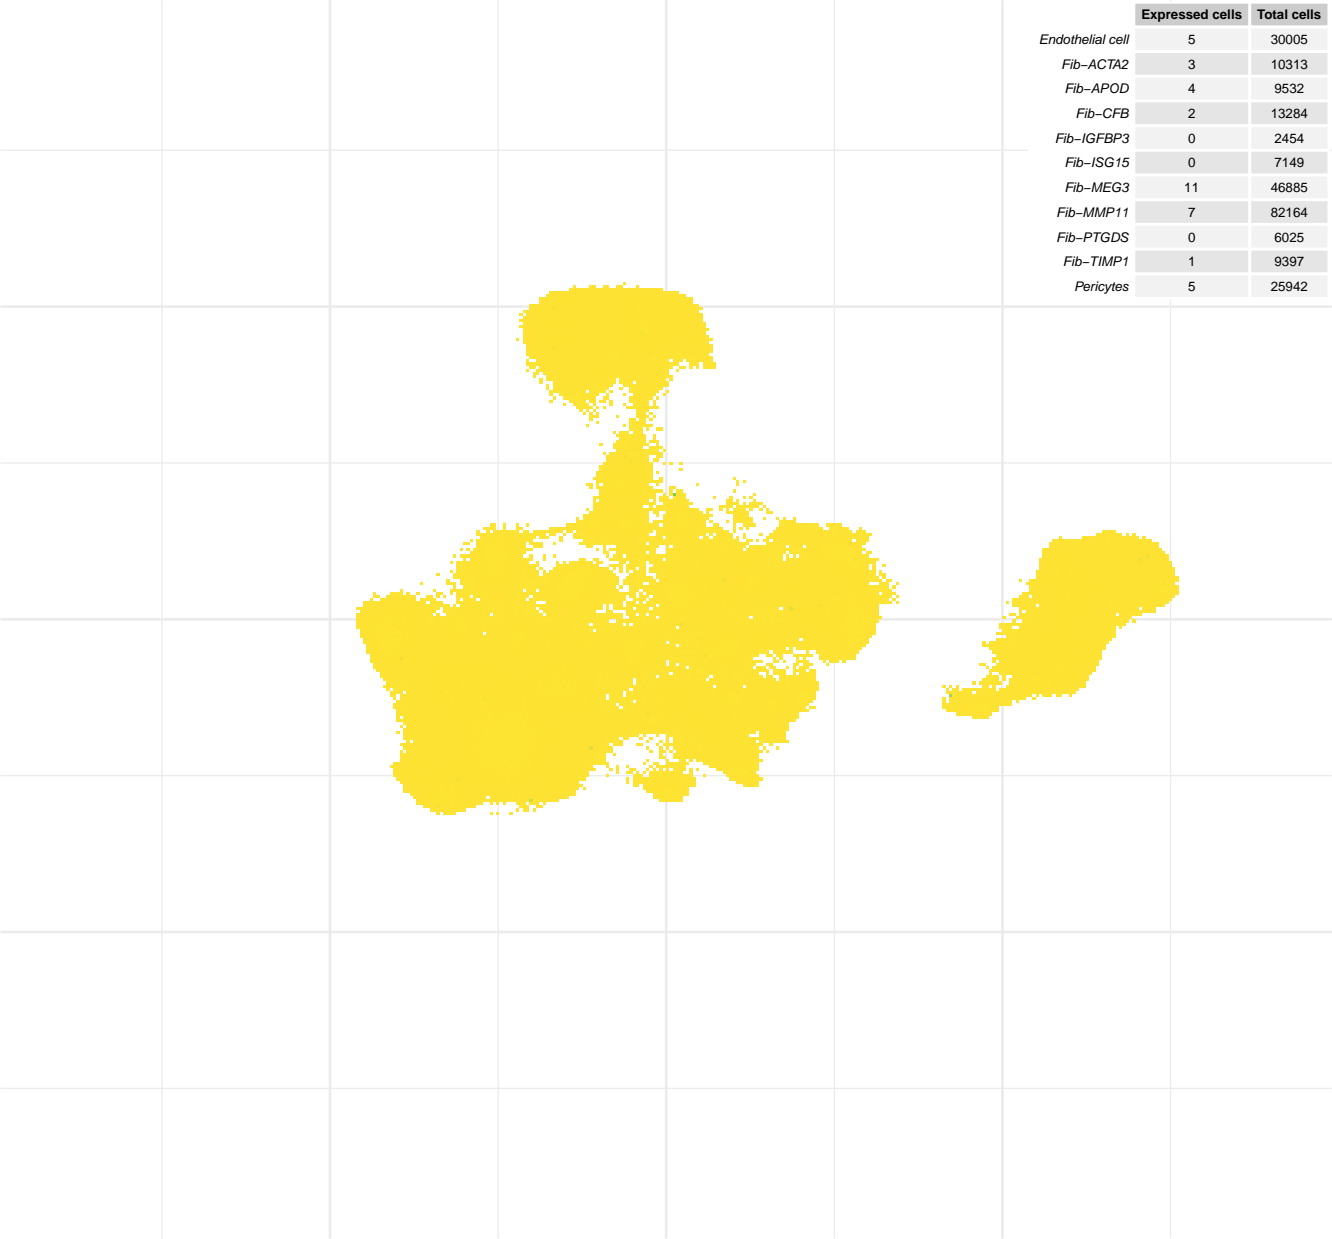 Expressed cells Total cells
Endothelial cell 5 30005
Fib−ACTA2 3 10313
Fib−APOD 4 9532
Fib−CFB 2 13284
Fib−IGFBP3 0 2454
Fib−ISG15 0 7149
Fib−MEG3 11 46885
Fib−MMP11 7 82164
Fib−PTGDS 0 6025
Fib−TIMP1 1 9397
Pericytes 5 25942